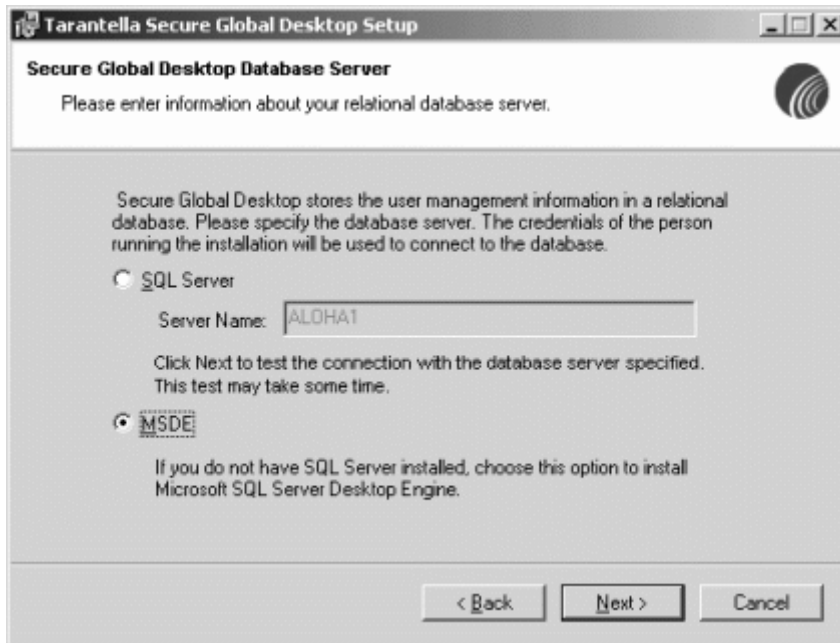 Tarantella Secure Global Desktop Setup
Secure Global Desktop Database Server
Please enter information about your relational database server.
Secure Global Desktop stores the user management information in a relational
database. Please specify the database server. The credentials of the person
running the installation will be used to connect to the database.
SQL Server
Server Name: ALOHA1
Click Next to test the connection with the database server specified.
This test may take some time.
MSDE
If you do not have SQL Server installed, choose this option to install
Microsoft SQL Server Desktop Engine.
< Back Next > Cancel